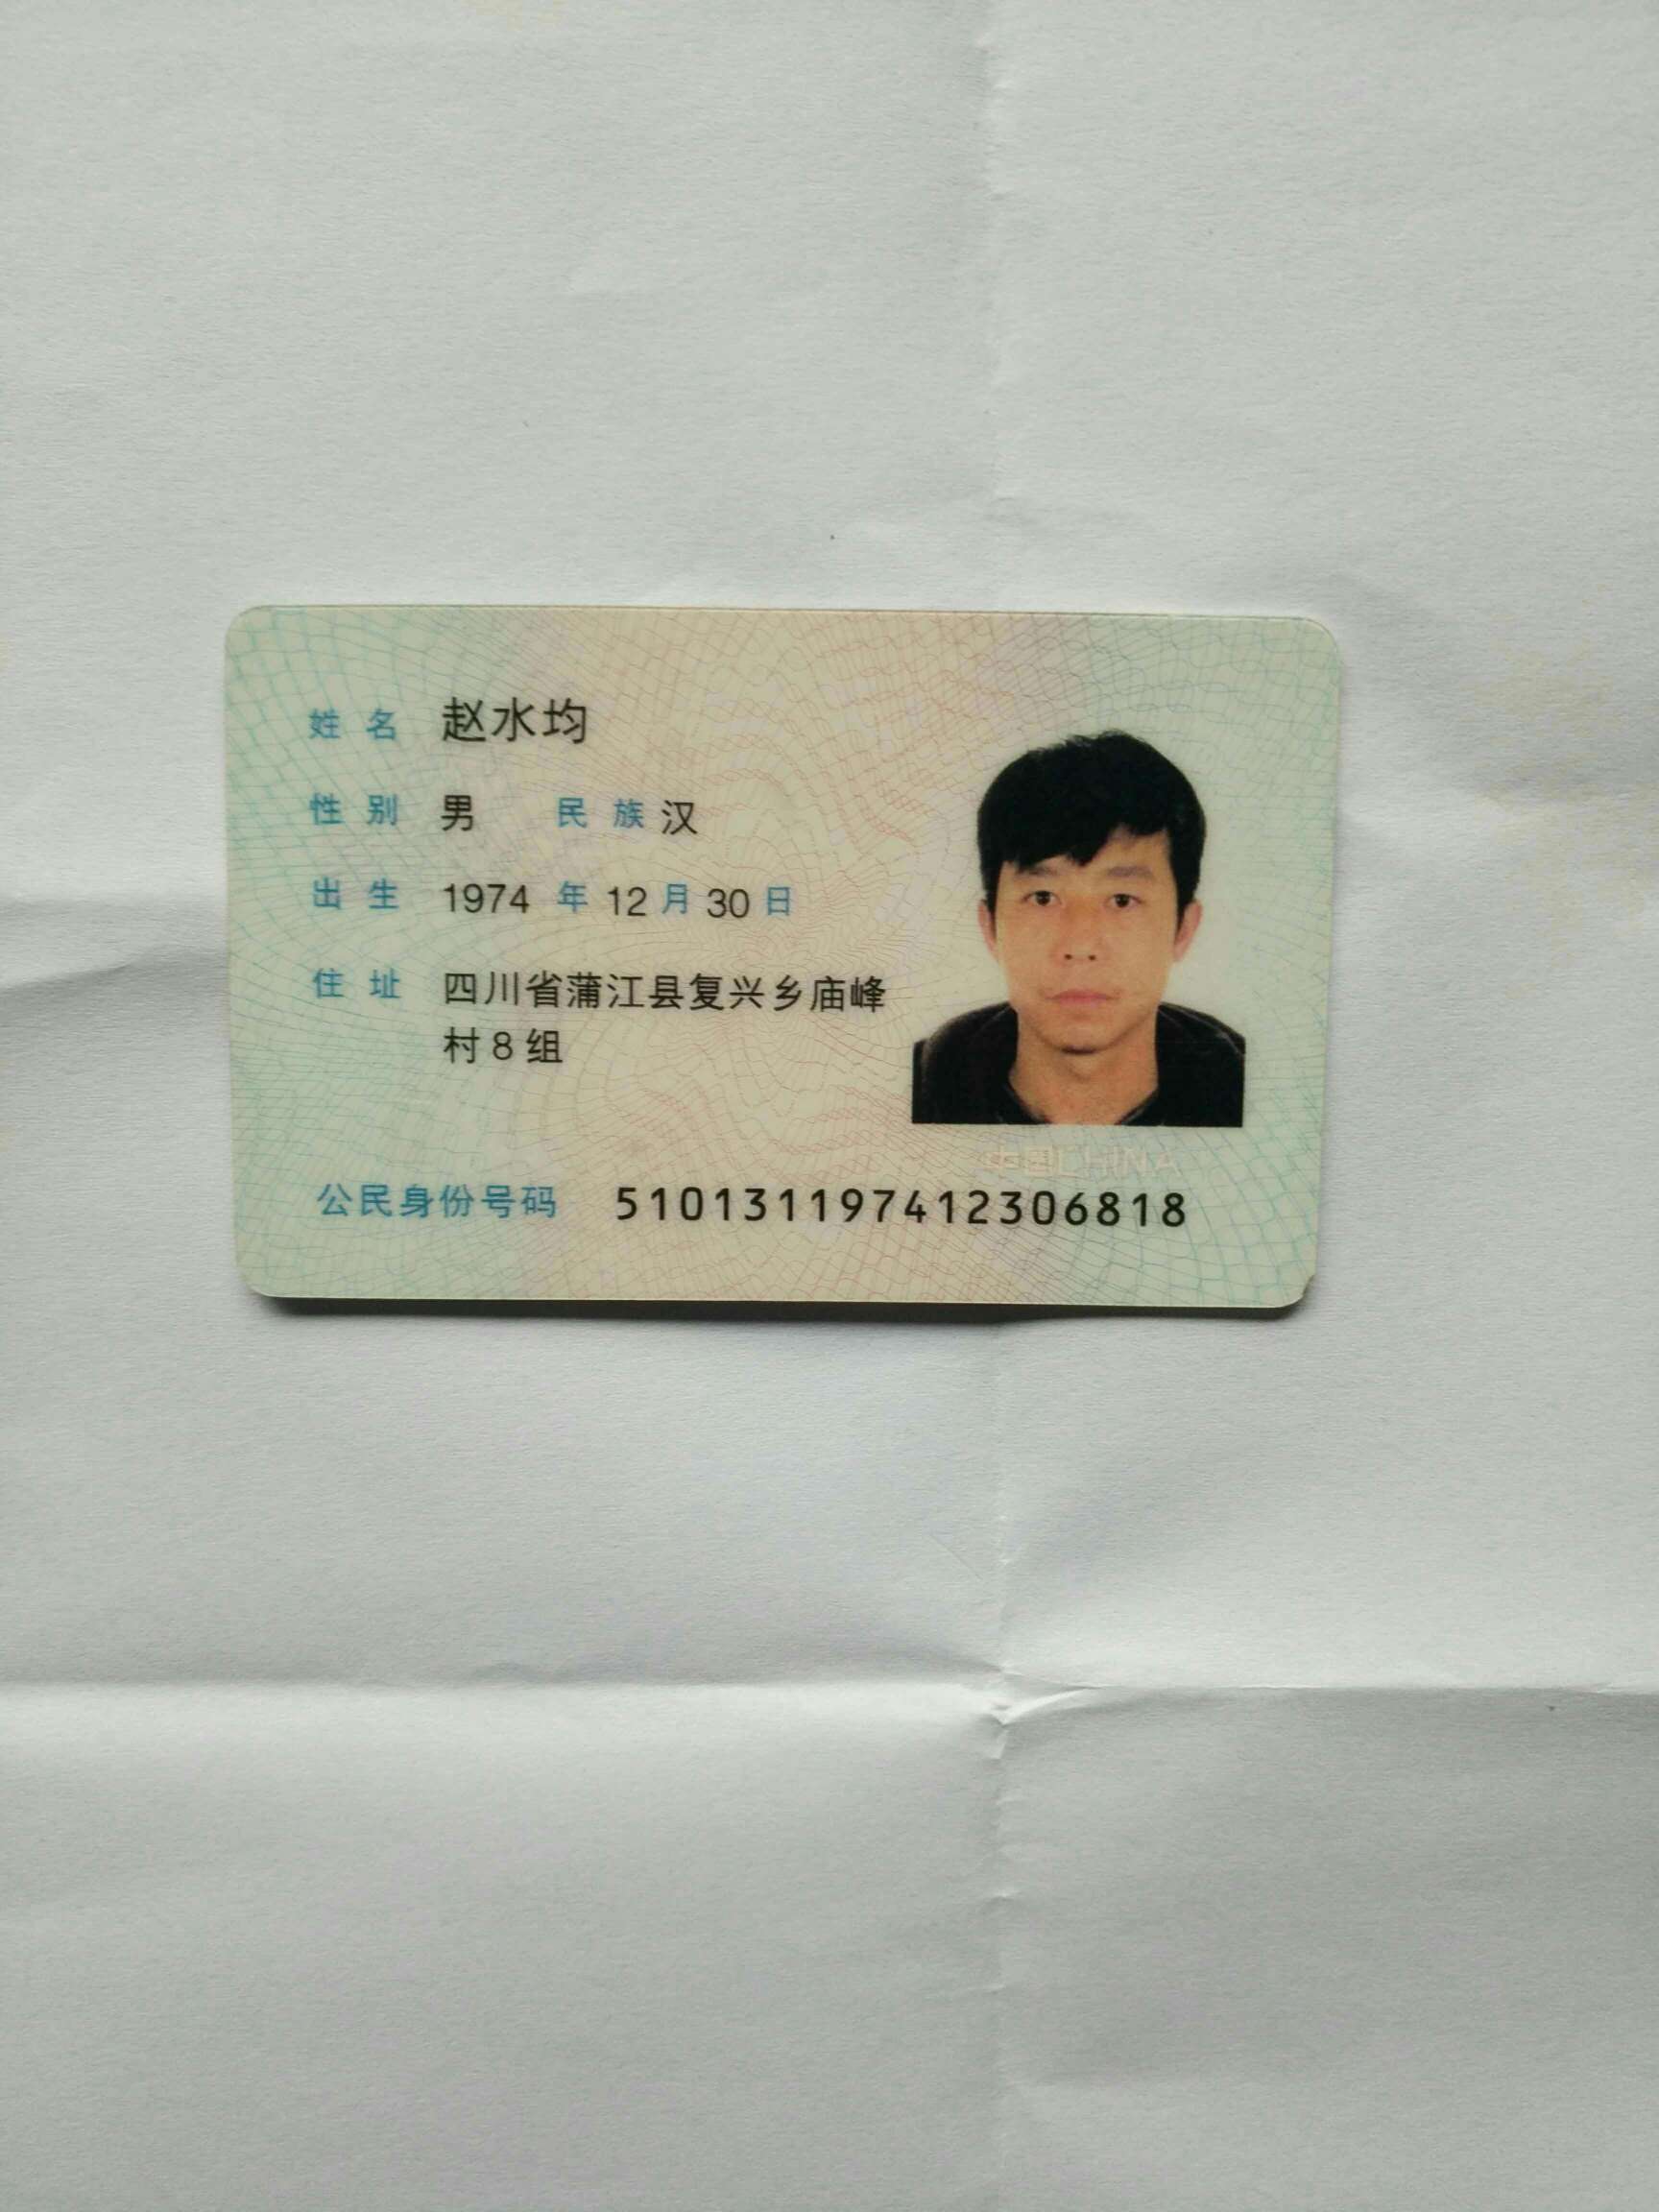 姓名 赵水均
性别 男 民族 汉
出生 1974 年 12 月 30 日
住址 四川省蒲江县复兴乡庙峰
村8组
中国CHINA
公民身份号码 510131197412306818